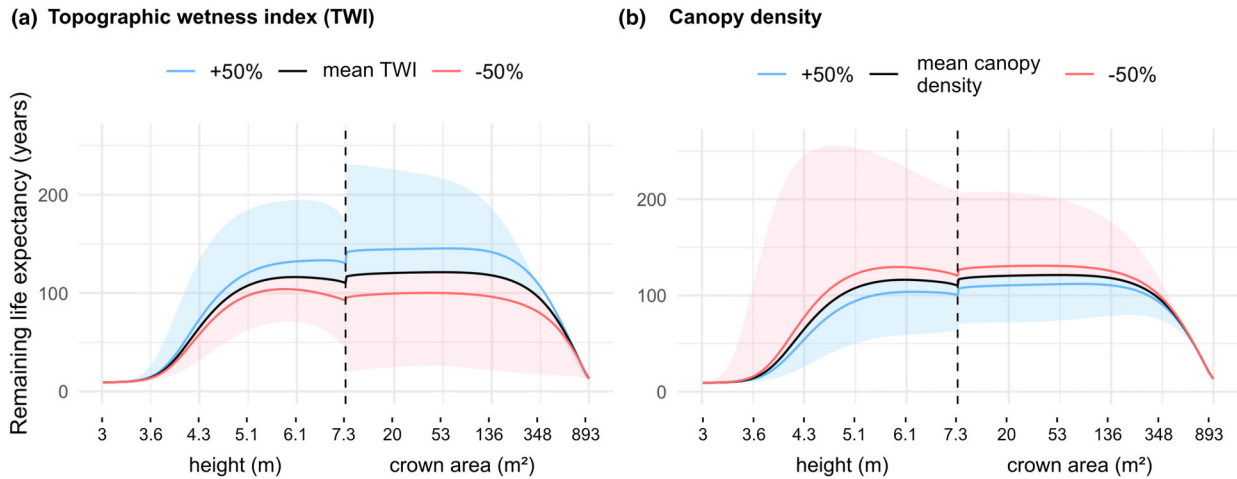 (a) Topographic wetness index (TWI)
+50% mean TWI -50%
Remaining life expectancy (years)
200
100
0
3 3.6 4.3 5.1 6.1 7.3 20 53 136 348 893
height (m) crown area (m²)
(b) Canopy density
+50% mean canopy density -50%
200
100
0
3 3.6 4.3 5.1 6.1 7.3 20 53 136 348 893
height (m) crown area (m²)